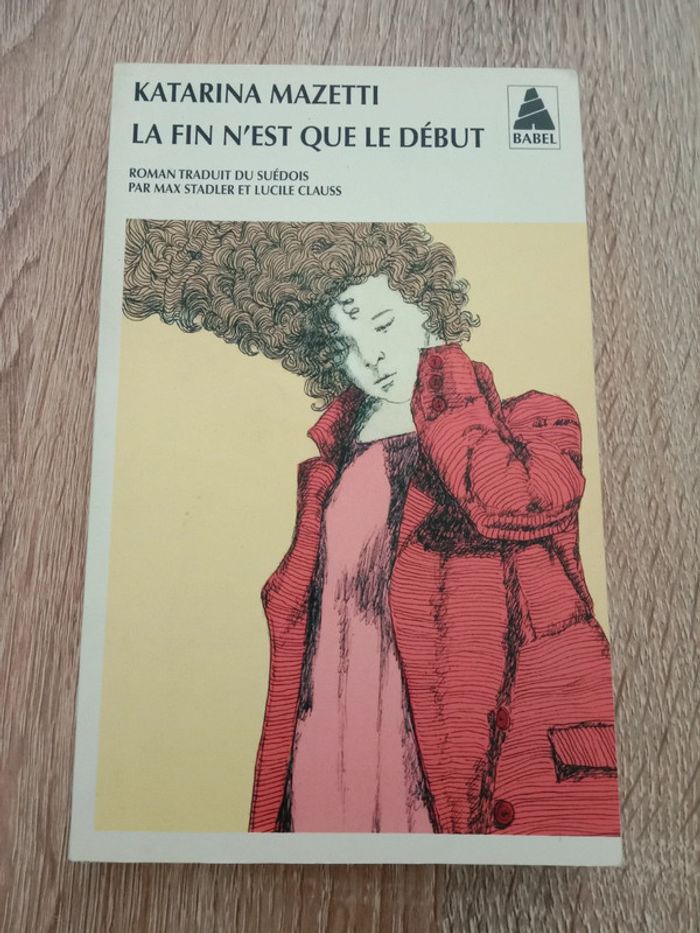 KATARINA MAZETTI
LA FIN N'EST QUE LE DÉBUT
BABEL
ROMAN TRADUIT DU SUÉDOIS
PAR MAX STADLER ET LUCILE CLAUSS